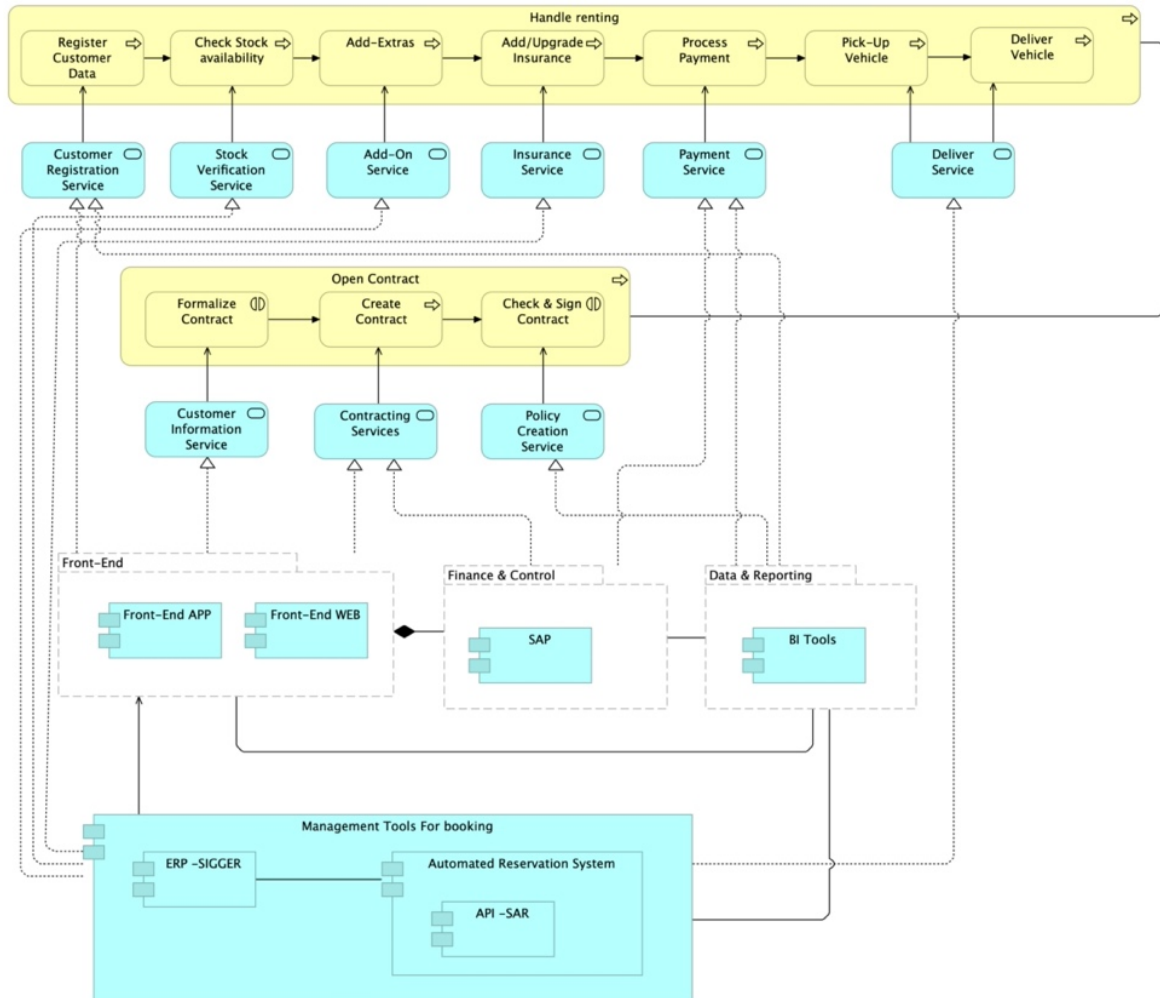 Handle renting
Register
Customer
Data
Check Stock
availability
Add-Extras
Add/Upgrade
Insurance
Process
Payment
Pick-Up
Vehicle
Deliver
Vehicle
Customer
Registration
Service
Stock
Verification
Service
Add-On
Service
Insurance
Service
Payment
Service
Deliver
Service
Open Contract
Formalize
Contract
Create
Contract
Check & Sign
Contract
Customer
Information
Service
Contracting
Services
Policy
Creation
Service
Front-End
Front-End APP
Front-End WEB
Finance & Control
SAP
Data & Reporting
BI Tools
Management Tools For booking
ERP -SIGGER
Automated Reservation System
API -SAR